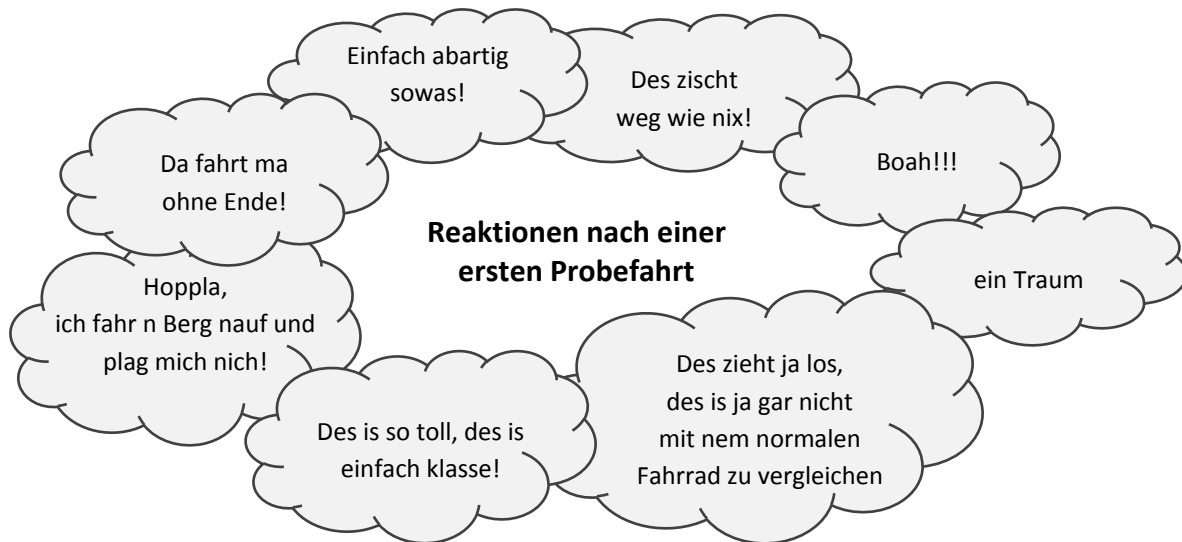 Einfach abartig
sowas!
Des zischt
weg wie nix!
Boah!!!
Da fahrt ma
ohne Ende!
Reaktionen nach einer
ersten Probefahrt
ein Traum
Hoppla,
ich fahr n Berg nauf und
plag mich nich!
Des zieht ja los,
des is ja gar nicht
mit nem normalen
Fahrrad zu vergleichen
Des is so toll, des is
einfach klasse!